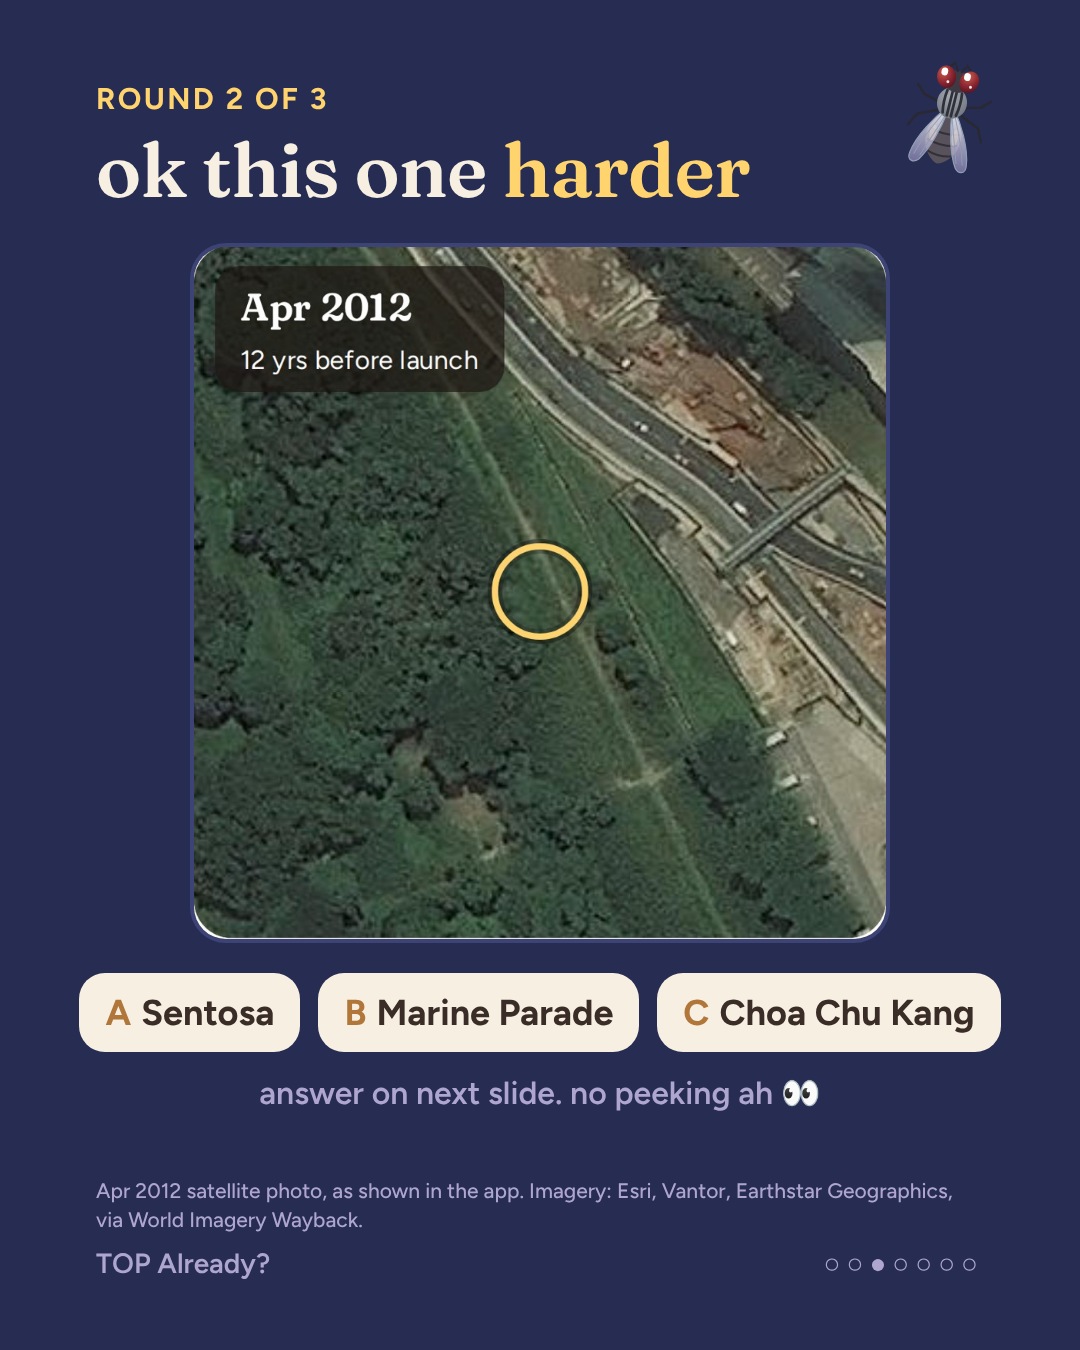 ROUND 2 OF 3
ok this one harder
Apr 2012
12 yrs before launch
A Sentosa
B Marine Parade
C Choa Chu Kang
answer on next slide. no peeking ah 👀
Apr 2012 satellite photo, as shown in the app. Imagery: Esri, Vantor, Earthstar Geographics,
via World Imagery Wayback.
TOP Already?